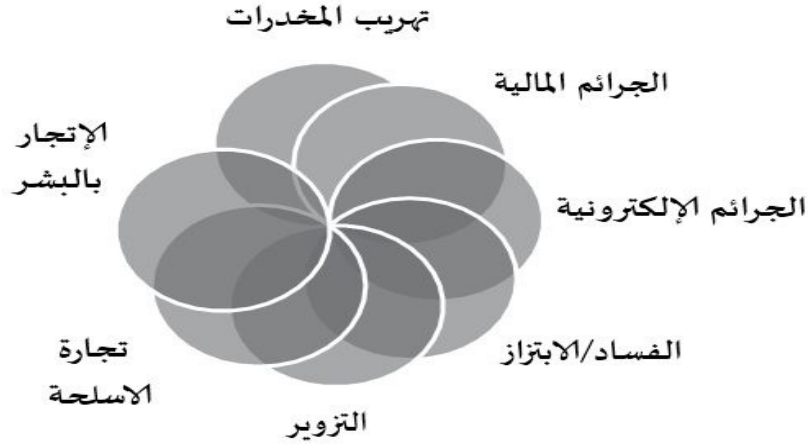 تهريب المخدرات
الجرائم المالية
الجرائم الإلكترونية
الفساد/الابتزاز
التزوير
تجارة
الاسلحة
الإتجار
بالبشر